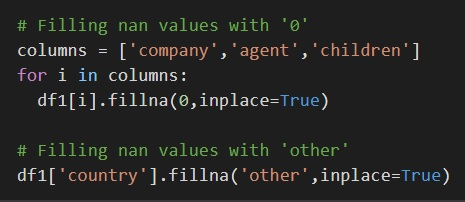 # Filling nan values with '0'
columns = ['company','agent','children']
for i in columns:
  df1[i].fillna(0,inplace=True)

# Filling nan values with 'other'
df1['country'].fillna('other',inplace=True)